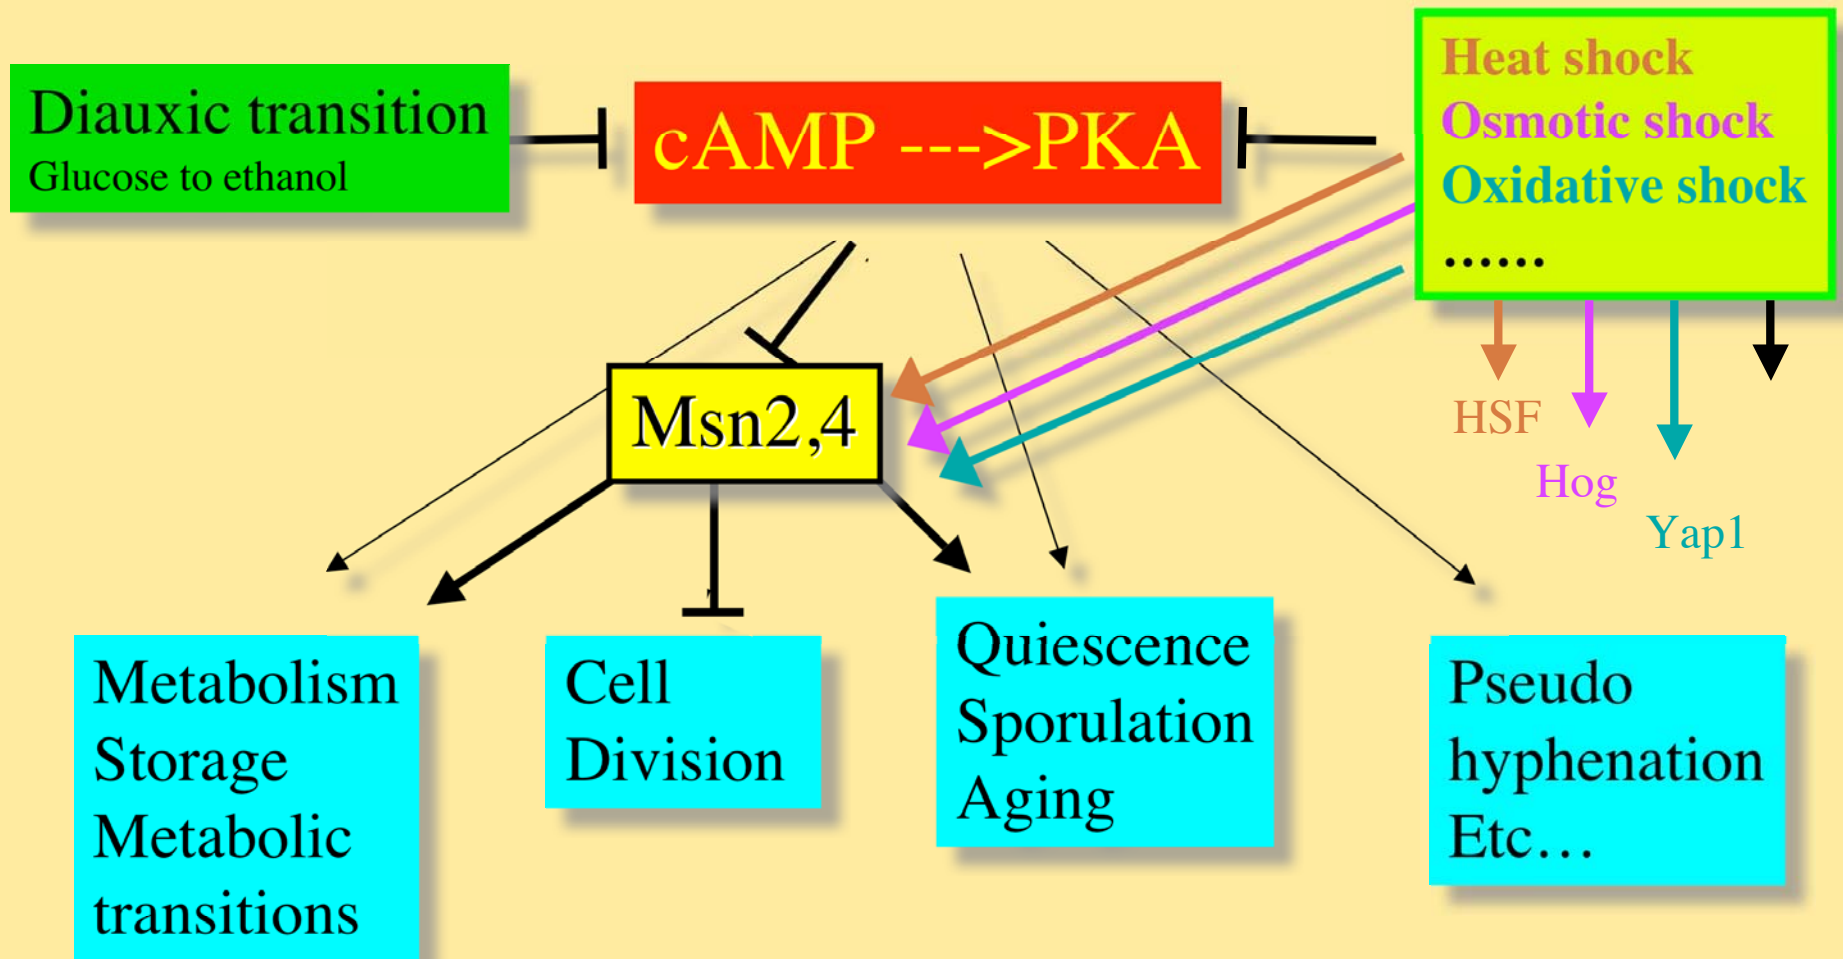 Diauxic transition
Glucose to ethanol
cAMP --->PKA
Heat shock
Osmotic shock
Oxidative shock
......
HSF
Hog
Yap1
Msn2,4
Metabolism
Storage
Metabolic
transitions
Cell
Division
Quiescence
Sporulation
Aging
Pseudo
hyphenation
Etc…